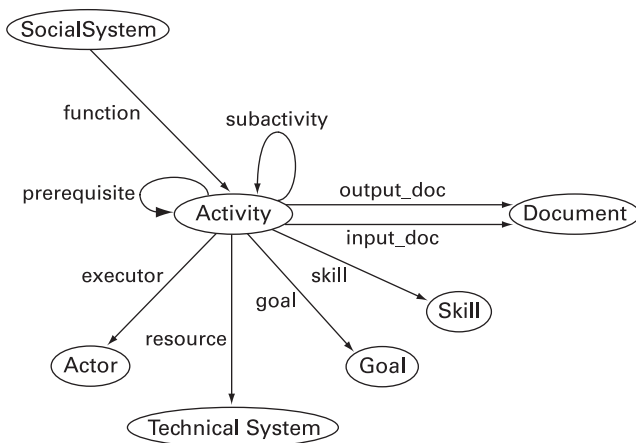 SocialSystem
function
subactivity
prerequisite
output_doc
Activity
Document
input_doc
executor
skill
goal
resource
Skill
Actor
Goal
Technical System